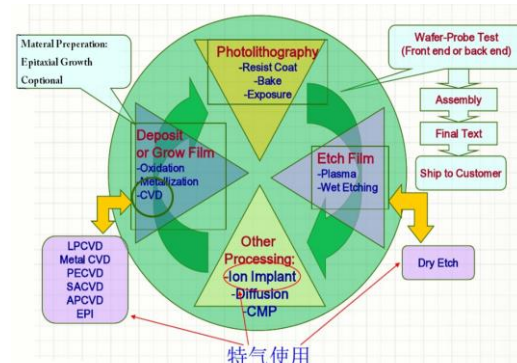 Materal Preperation:
Epitaxial Growth
Coptional
Photolithography
-Resist Coat
-Bake
-Exposure
Wafer-Probe Test
(Front end or back end)
Assembly
Final Text
Ship to Customer
Deposit
or Grow Film
-Oxidation
-Metallization
-CVD
Etch Film
-Plasma
-Wet Etching
Other
Processing:
-Ion Implant
-Diffusion
-CMP
LPCVD
Metal CVD
PECVD
SACVD
APCVD
EPI
Dry Etch
特气使用